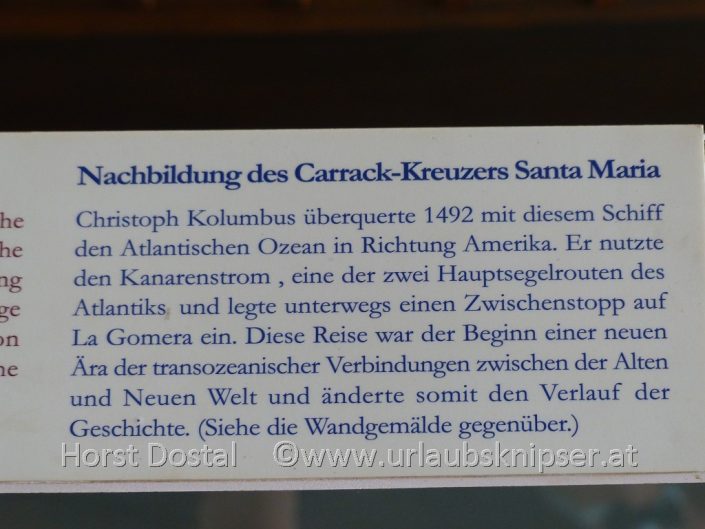 Nachbildung des Carrack-Kreuzers Santa Maria
Christoph Kolumbus überquerte 1492 mit diesem Schiff
den Atlantischen Ozean in Richtung Amerika. Er nutzte
den Kanarenstrom , eine der zwei Hauptsegelrouten des
Atlantiks, und legte unterwegs einen Zwischenstopp auf
La Gomera ein. Diese Reise war der Beginn einer neuen
Ära der transozeanischer Verbindungen zwischen der Alten
und Neuen Welt und änderte somit den Verlauf der
Geschichte. (Siehe die Wandgemälde gegenüber.)
Horst Dostal ©www.urlaubsknipser.at